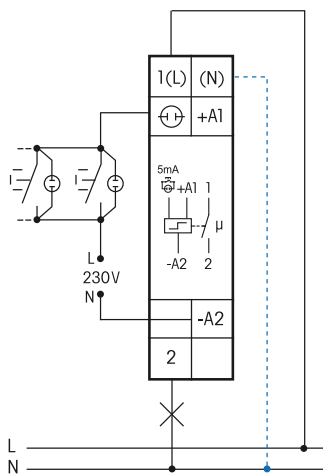 1(L) (N)
+A1
5mA
+A1 1
μ
-A2 2
L
230V
N
-A2
2
L
N